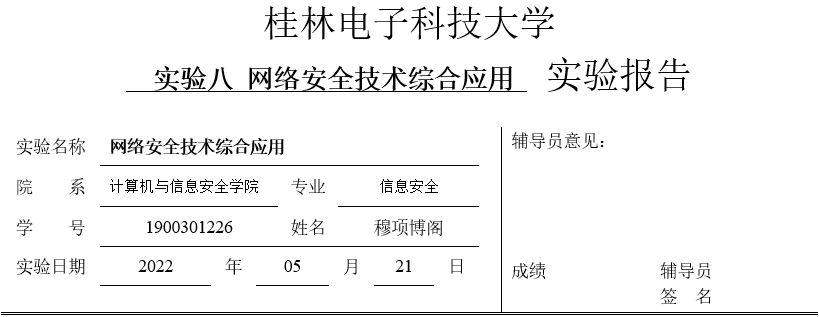 桂林电子科技大学
实验八 网络安全技术综合应用 实验报告
实验名称 网络安全技术综合应用
院 系 计算机与信息安全学院 专业 信息安全
学 号 1900301226 姓名 穆项博阁
实验日期 2022 年 05 月 21 日
辅导员意见：
成绩 辅导员
签 名